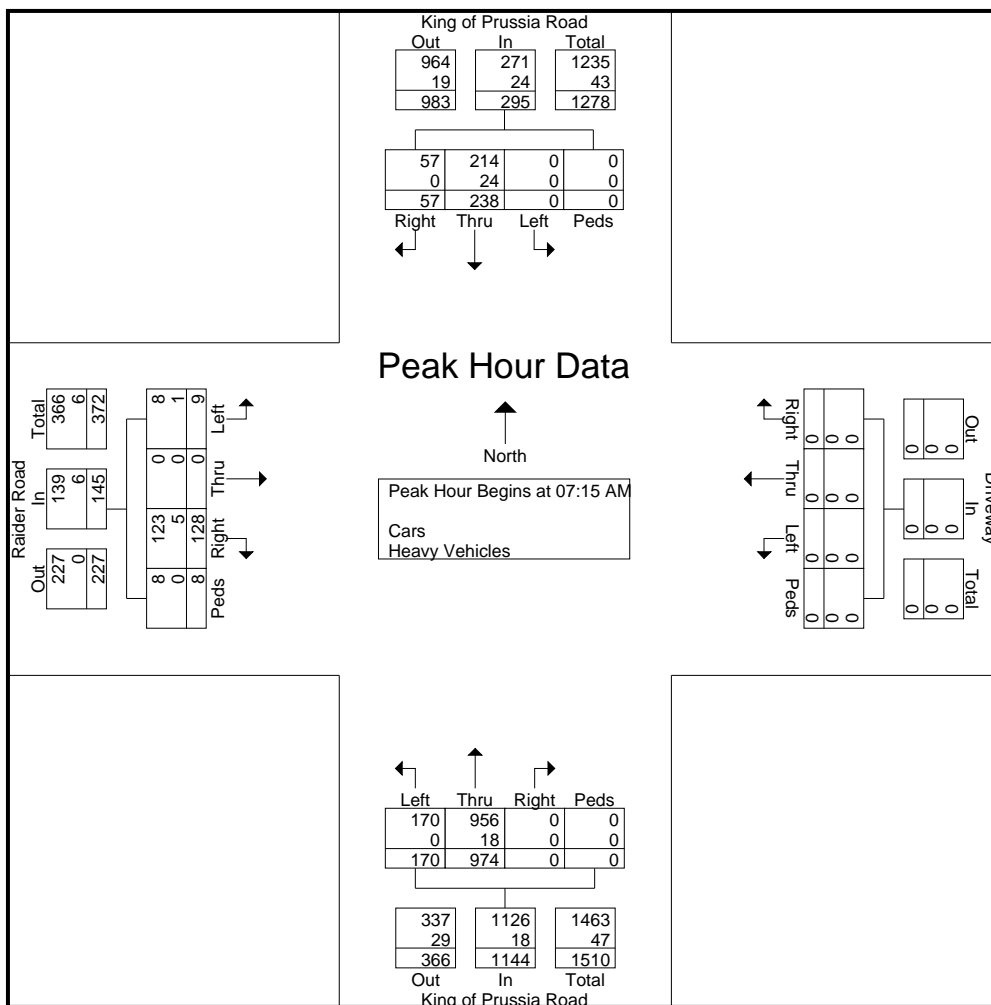 King of Prussia Road
Out In Total
964 271 1235
19 24 43
983 295 1278
57 214 0 0
0 24 0 0
57 238 0 0
Right Thru Left Peds
Peak Hour Data
North
Peak Hour Begins at 07:15 AM
Cars
Heavy Vehicles
Raider Road
Out In Total
227 139 366
0 6 6
227 145 372
8 123 0 8
0 5 0 1
8 128 0 9
Peds Right Thru Left
Driveway
Out In Total
0 0 0
0 0 0
0 0 0
0 0 0 0
0 0 0 0
0 0 0 0
Right Thru Left Peds
Left Thru Right Peds
170 956 0 0
0 18 0 0
170 974 0 0
337 1126 1463
29 18 47
366 1144 1510
Out In Total
King of Prussia Road